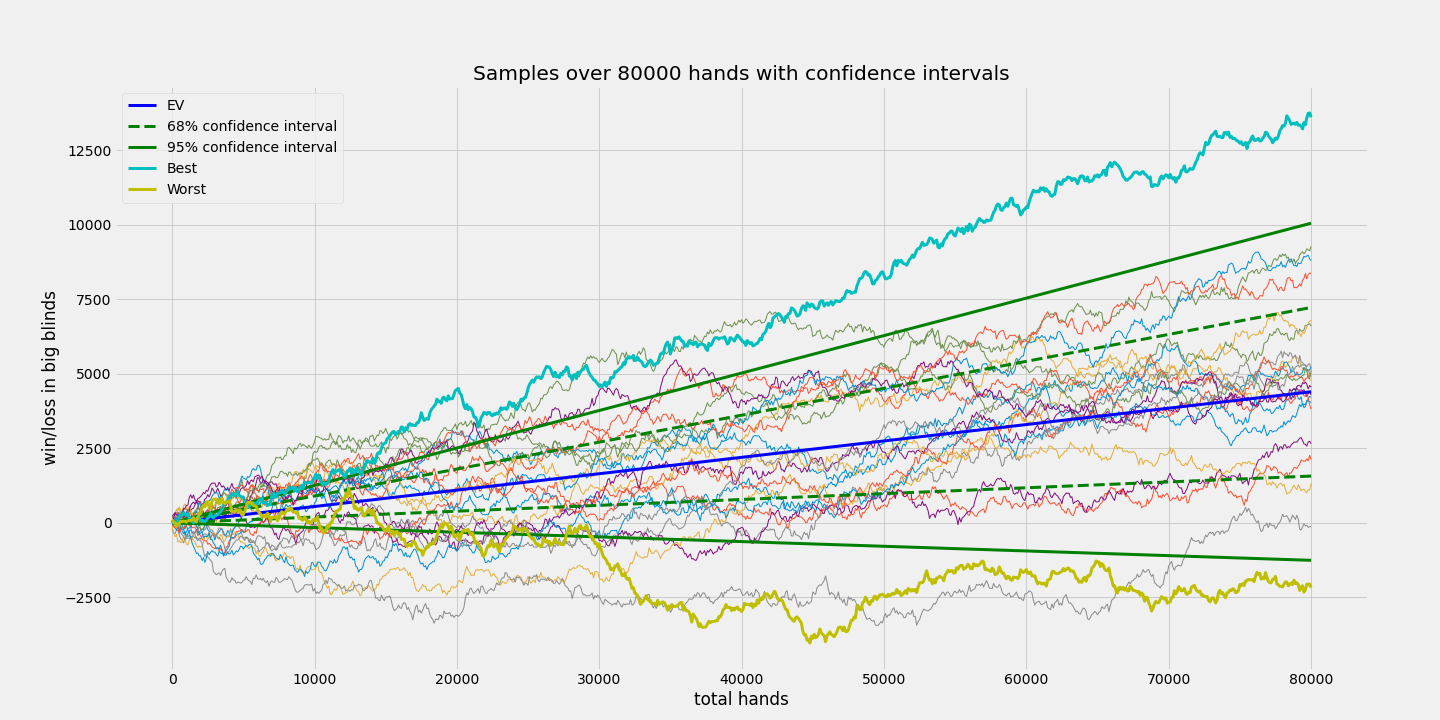 Samples over 80000 hands with confidence intervals
EV
68% confidence interval
95% confidence interval
Best
Worst
win/loss in big blinds
12500
10000
7500
5000
2500
0
−2500
0 10000 20000 30000 40000 50000 60000 70000 80000
total hands